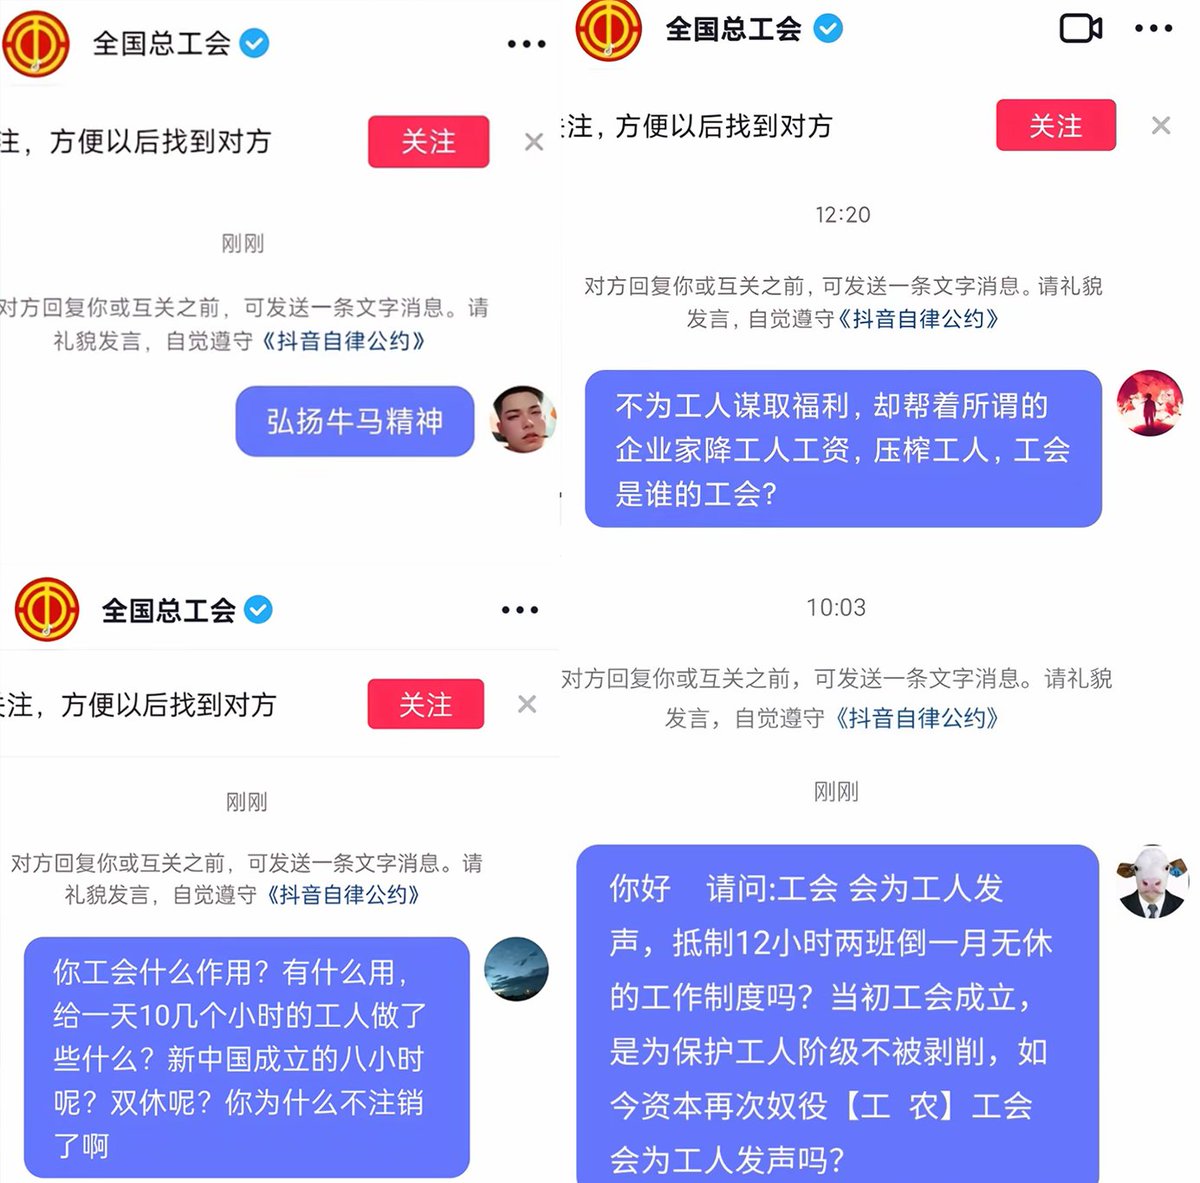 全国总工会
注，方便以后找到对方
关注
刚刚
对方回复你或互关之前，可发送一条文字消息。请
礼貌发言，自觉遵守《抖音自律公约》
弘扬牛马精神
全国总工会
注，方便以后找到对方
关注
12:20
对方回复你或互关之前，可发送一条文字消息。请礼貌
发言，自觉遵守《抖音自律公约》
不为工人谋取福利，却帮着所谓的
企业家降工人工资，压榨工人，工会
是谁的工会？
全国总工会
关注，方便以后找到对方
关注
刚刚
对方回复你或互关之前，可发送一条文字消息。请
礼貌发言，自觉遵守《抖音自律公约》
你工会什么作用？有什么用，
给一天10几个小时的工人做了
些什么？新中国成立的八小时
呢？双休呢？你为什么不注销
了啊
10:03
对方回复你或互关之前，可发送一条文字消息。请礼貌
发言，自觉遵守《抖音自律公约》
刚刚
你好 请问:工会 会为工人发
声，抵制12小时两班倒一月无休
的工作制度吗？当初工会成立，
是为保护工人阶级不被剥削，如
今资本再次奴役【工 农】工会
会为工人发声吗？